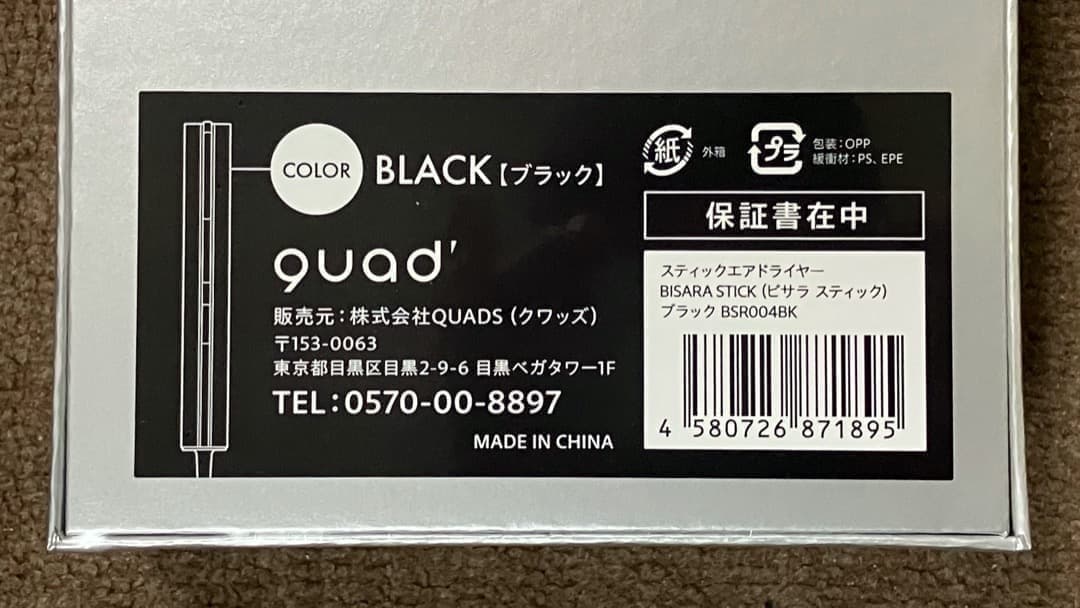 COLOR
BLACK【ブラック】
quad'
販売元：株式会社QUADS（クワッズ）
〒153-0063
東京都目黒区目黒2-9-6 目黒ベガタワー1F
TEL：0570-00-8897
MADE IN CHINA
紙 外箱
プラ 包装：OPP
緩衝材：PS、EPE
保証書在中
スティックエアドライヤー
BISARA STICK（ビサラ スティック）
ブラック BSR004BK
4 580726 871895